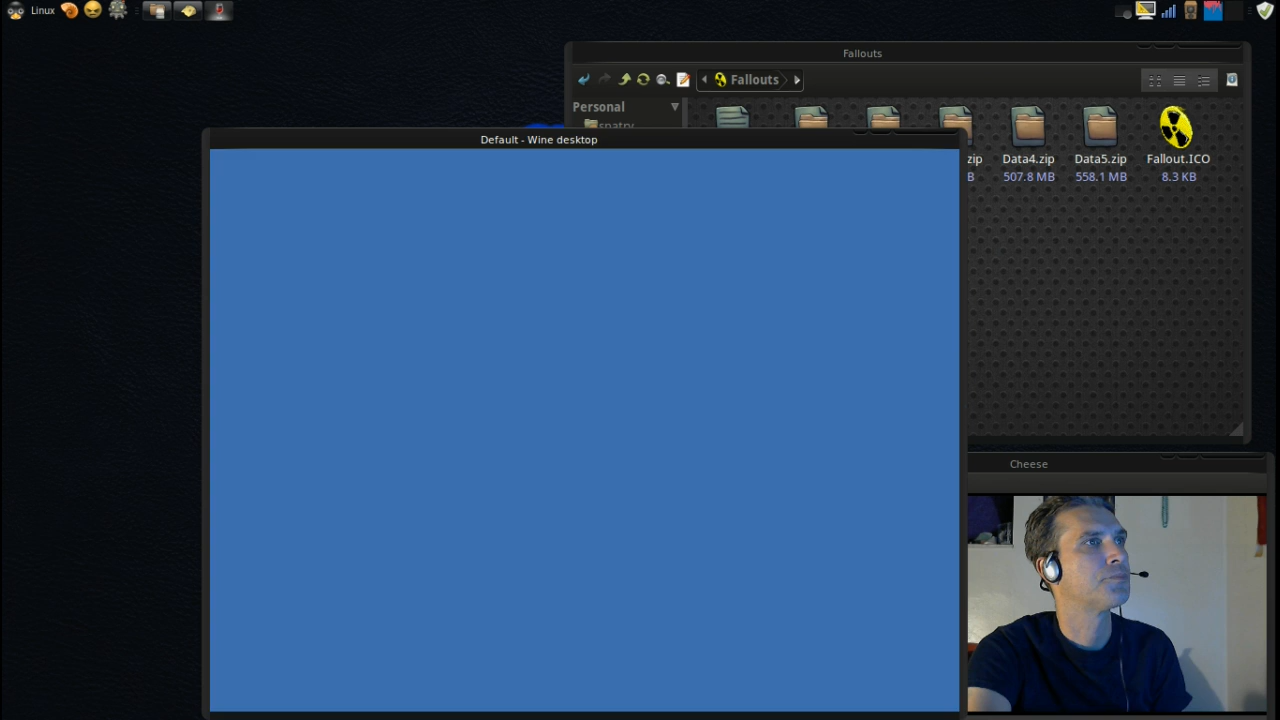 Linux
Fallouts
Fallouts
Personal
spatry
Default - Wine desktop
zip
Data4.zip
Data5.zip
Fallout.ICO
B
507.8 MB
558.1 MB
8.3 KB
Cheese